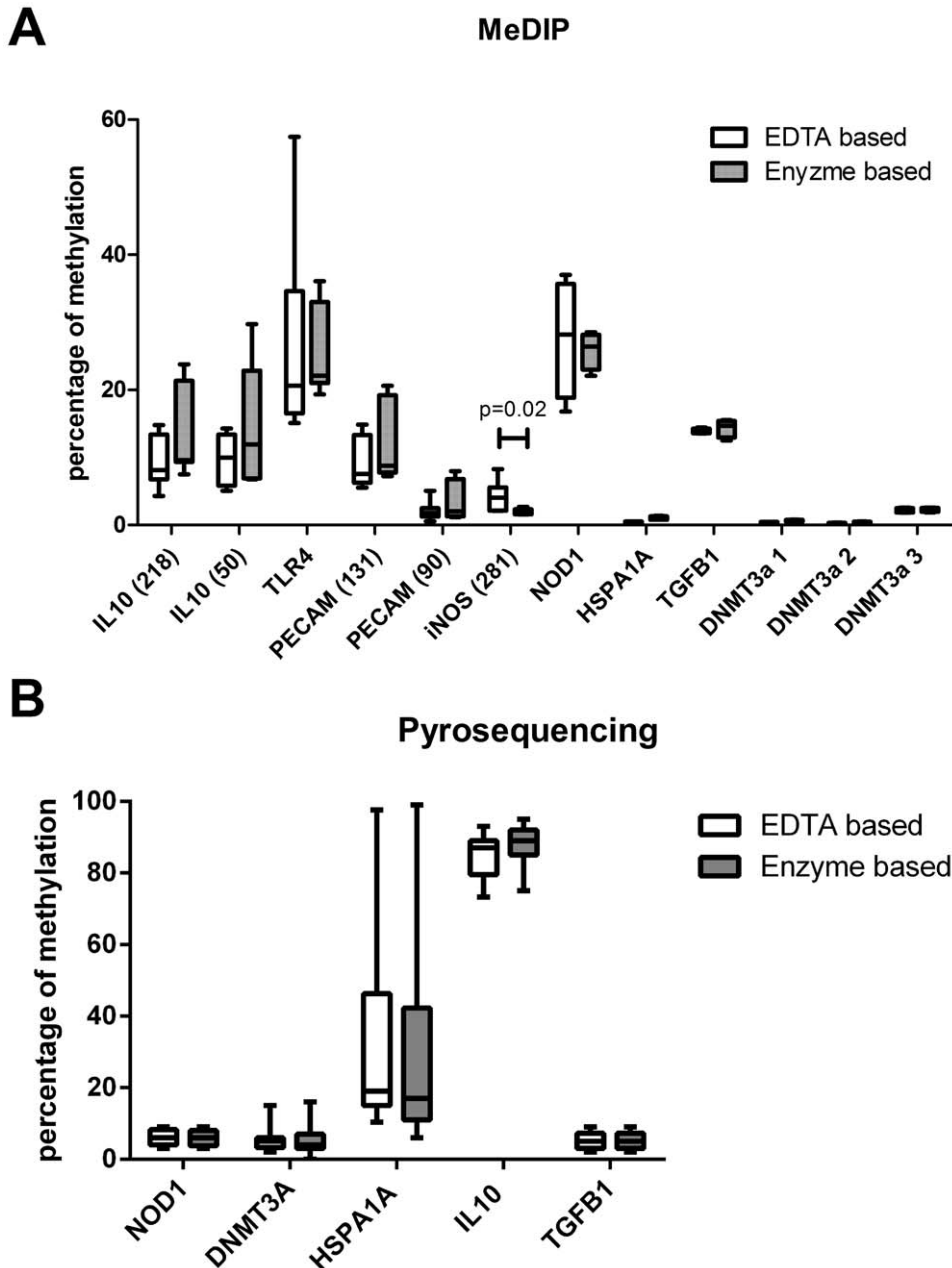 A
MeDIP
percentage of methylation
60
40
20
0
EDTA based
Enyzme based
p=0.02
IL10 (218)
IL10 (50)
TLR4
PECAM (131)
PECAM (90)
iNOS (281)
NOD1
HSPA1A
TGFB1
DNMT3a 1
DNMT3a 2
DNMT3a 3
B
Pyrosequencing
percentage of methylation
100
80
60
40
20
0
EDTA based
Enzyme based
NOD1
DNMT3A
HSPA1A
IL10
TGFB1